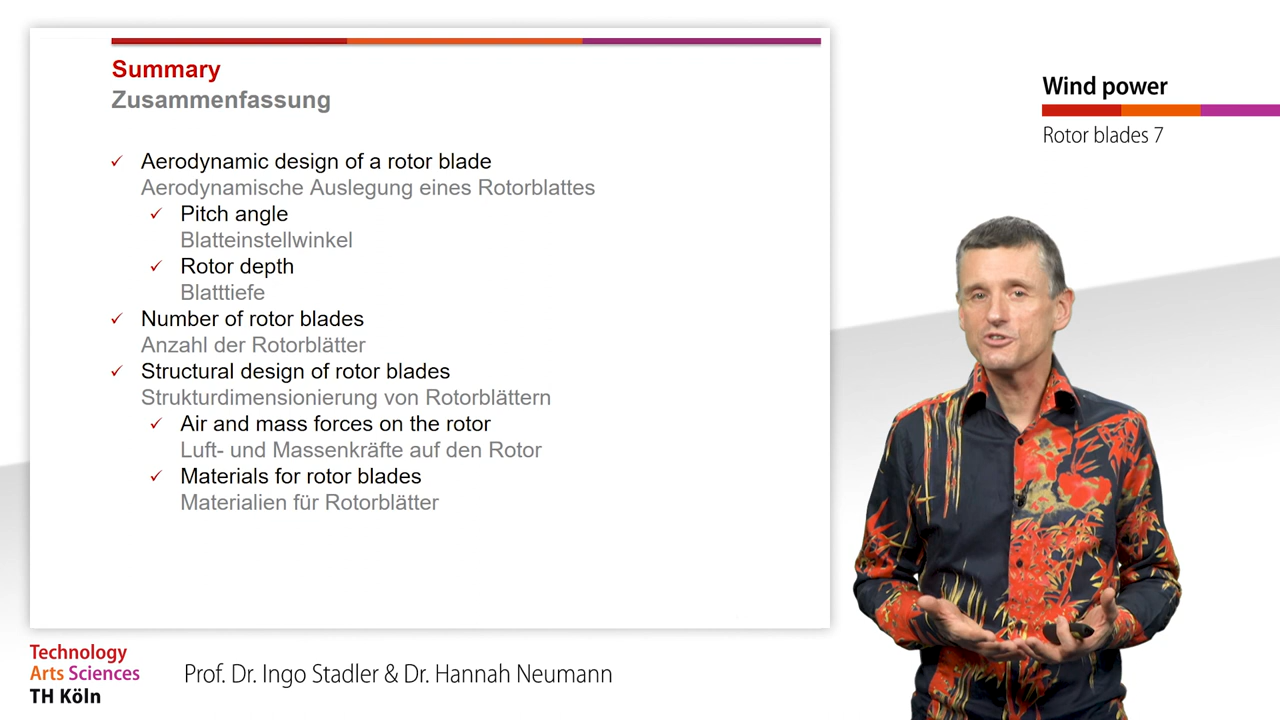 Summary
Zusammenfassung
Aerodynamic design of a rotor blade
Aerodynamische Auslegung eines Rotorblattes
Pitch angle
Blatteinstellwinkel
Rotor depth
Blatttiefe
Number of rotor blades
Anzahl der Rotorblätter
Structural design of rotor blades
Strukturdimensionierung von Rotorblättern
Air and mass forces on the rotor
Luft- und Massenkräfte auf den Rotor
Materials for rotor blades
Materialien für Rotorblätter
Wind power
Rotor blades 7
Technology
Arts Sciences
TH Köln
Prof. Dr. Ingo Stadler & Dr. Hannah Neumann